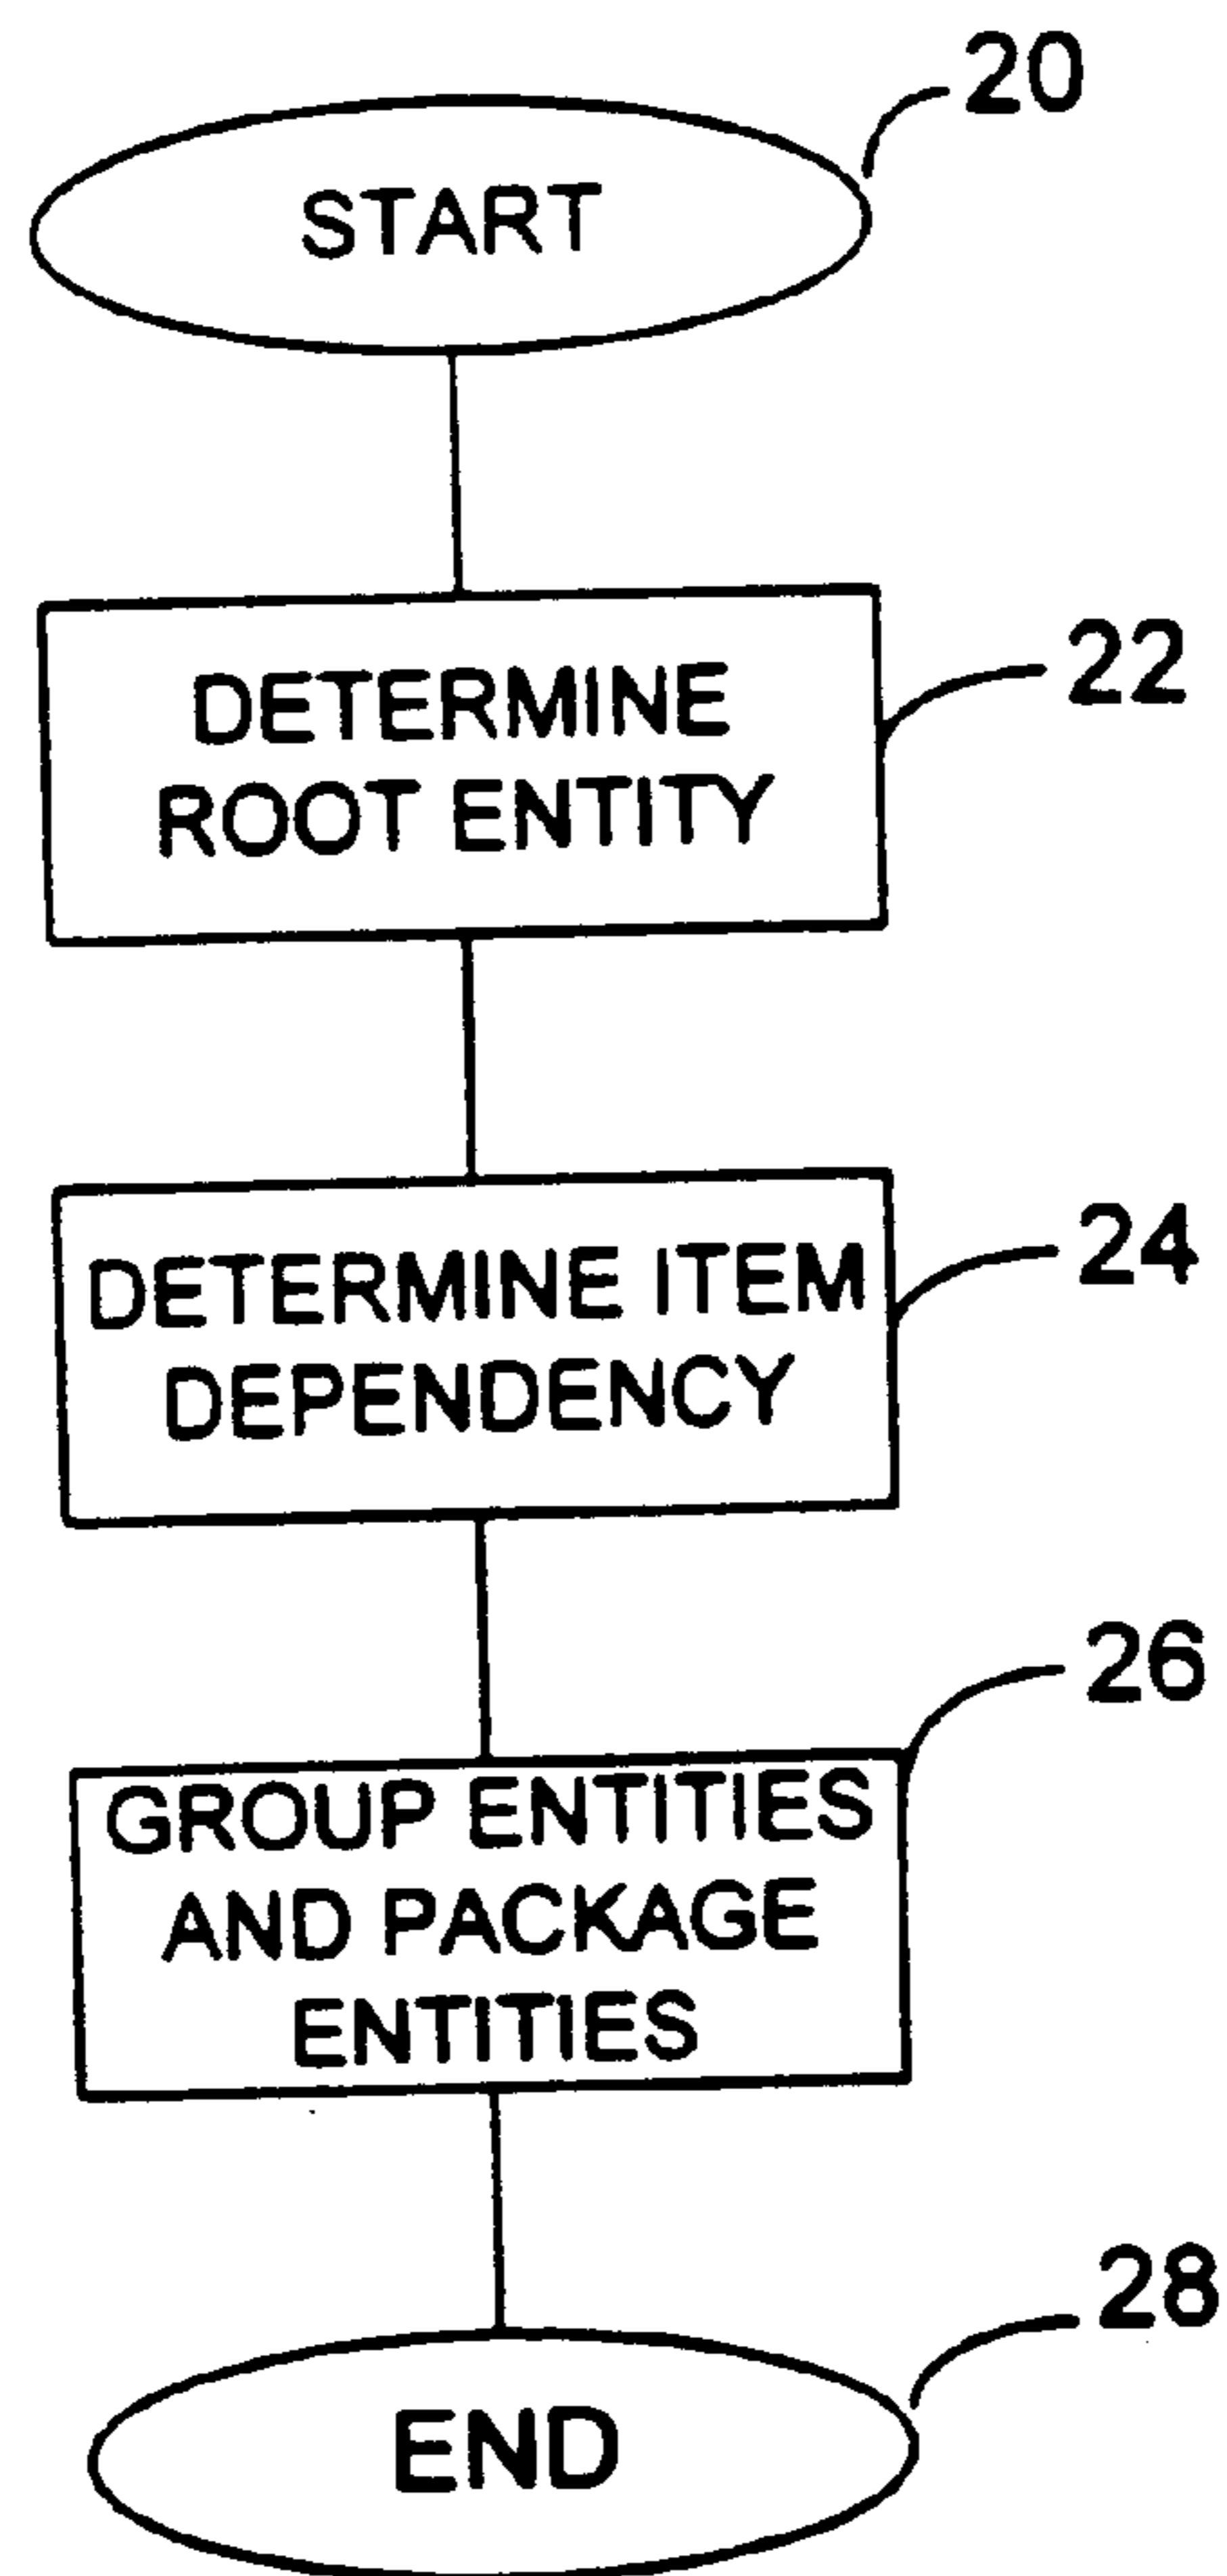 20
START
22
DETERMINE
ROOT ENTITY
24
DETERMINE ITEM
DEPENDENCY
26
GROUP ENTITIES
AND PACKAGE
ENTITIES
28
END